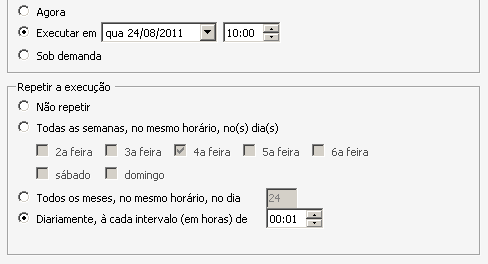 Agora
Executar em qua 24/08/2011 10:00
Sob demanda
Repetir a execução
Não repetir
Todas as semanas, no mesmo horário, no(s) dia(s)
2a feira 3a feira 4a feira 5a feira 6a feira
sábado domingo
Todos os meses, no mesmo horário, no dia 24
Diariamente, à cada intervalo (em horas) de 00:01